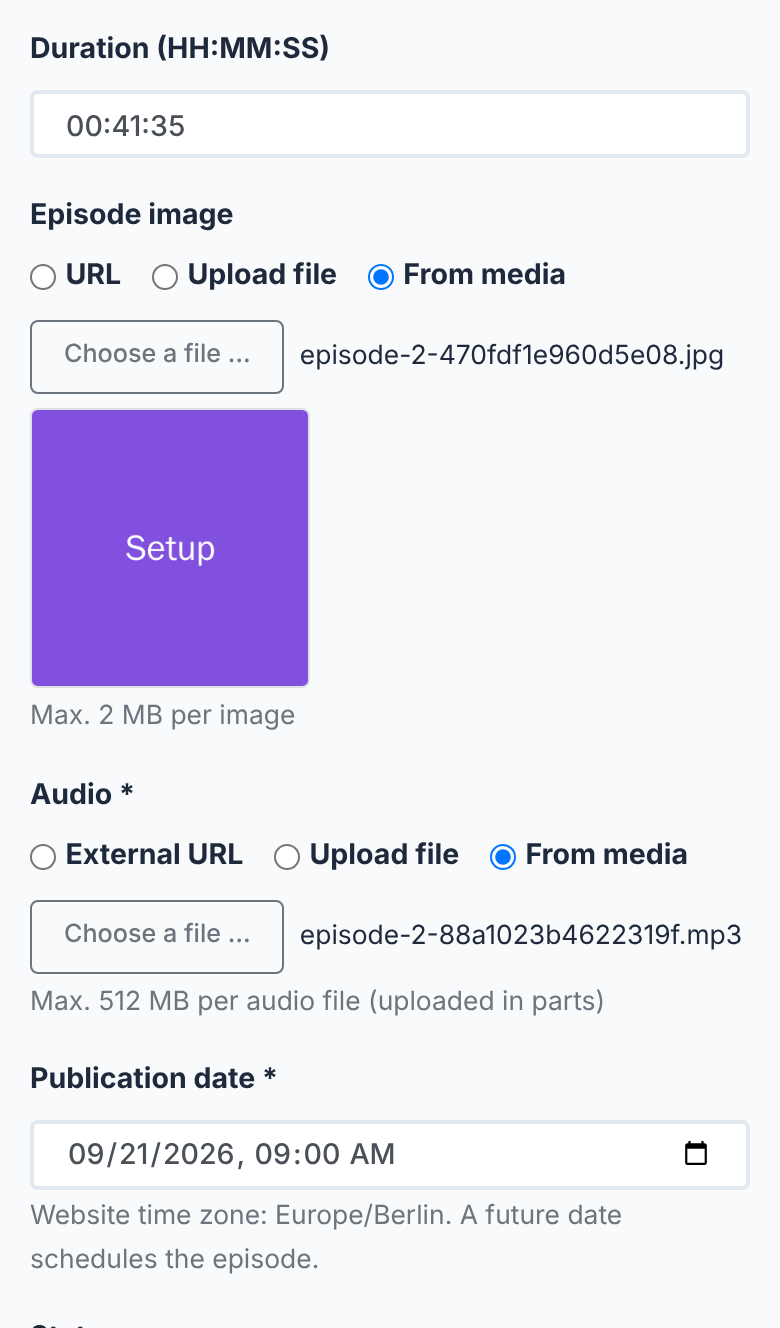 Duration (HH:MM:SS)
00:41:35
Episode image
URL Upload file From media
Choose a file ... episode-2-470fdf1e960d5e08.jpg
Setup
Max. 2 MB per image
Audio *
External URL Upload file From media
Choose a file ... episode-2-88a1023b4622319f.mp3
Max. 512 MB per audio file (uploaded in parts)
Publication date *
09/21/2026, 09:00 AM
Website time zone: Europe/Berlin. A future date
schedules the episode.